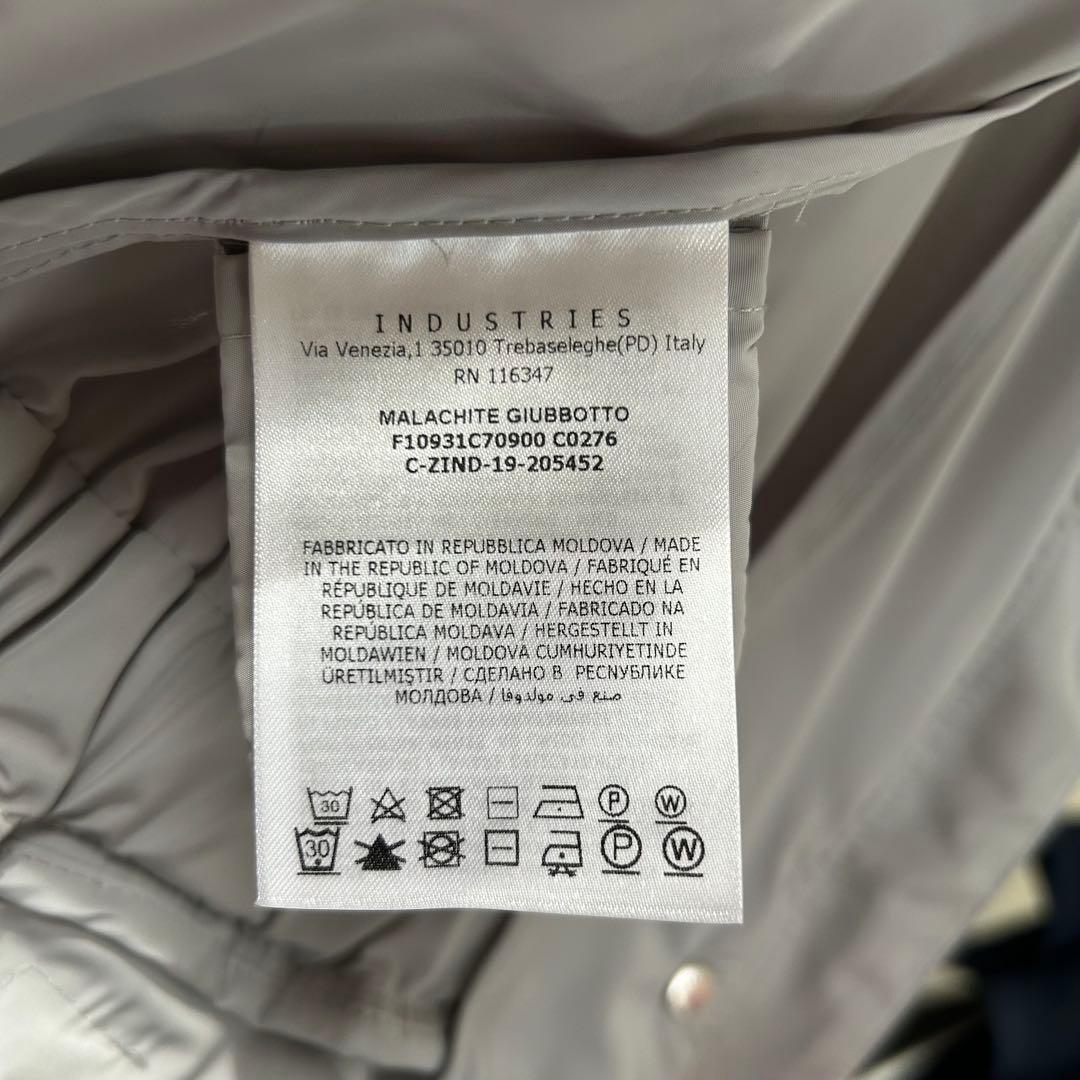 INDUSTRIES
Via Venezia,1 35010 Trebaseleghe(PD) Italy
RN 116347
MALACHITE GIUBBOTTO
F10931C70900 C0276
C-ZIND-19-205452
FABBRICATO IN REPUBBLICA MOLDOVA / MADE
IN THE REPUBLIC OF MOLDOVA / FABRIQUÉ EN
RÉPUBLIQUE DE MOLDAVIE / HECHO EN LA
REPÚBLICA DE MOLDAVIA / FABRICADO NA
REPÚBLICA MOLDAVA / HERGESTELLT IN
MOLDAWIEN / MOLDOVA CUMHURIYETINDE
ÜRETILMIŞTIR / СДЕЛАНО В РЕСПУБЛИКЕ
МОЛДОВА / صنع في مولدوفا
30 P W
30 P W